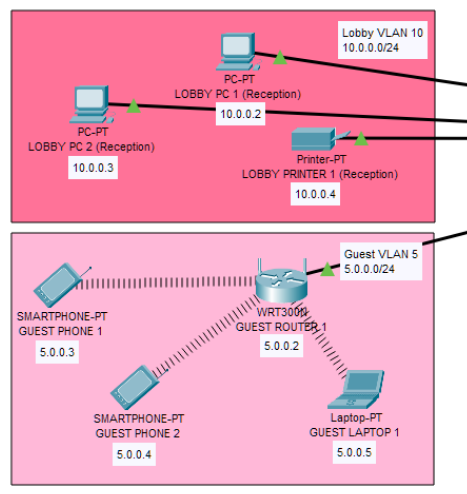 Lobby VLAN 10
10.0.0.0/24
PC-PT
LOBBY PC 1 (Reception)
10.0.0.2
PC-PT
LOBBY PC 2 (Reception)
10.0.0.3
Printer-PT
LOBBY PRINTER 1 (Reception)
10.0.0.4
Guest VLAN 5
5.0.0.0/24
WRT300N
GUEST ROUTER 1
5.0.0.2
SMARTPHONE-PT
GUEST PHONE 1
5.0.0.3
SMARTPHONE-PT
GUEST PHONE 2
5.0.0.4
Laptop-PT
GUEST LAPTOP 1
5.0.0.5